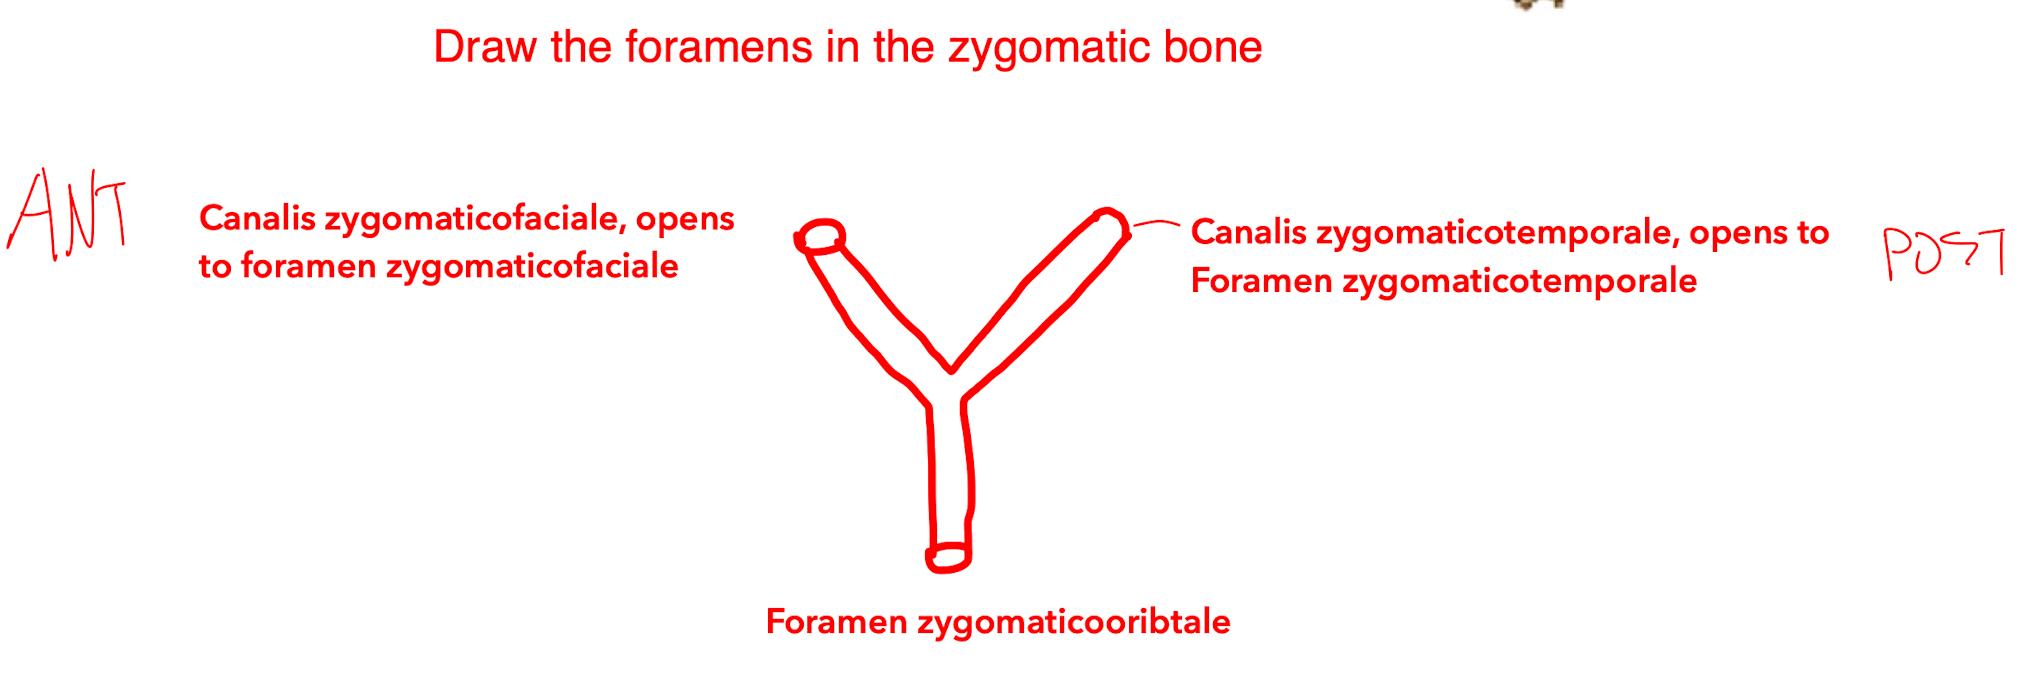 Draw the foramens in the zygomatic bone
ANT
Canalis zygomaticofaciale, opens
to foramen zygomaticofaciale
Canalis zygomaticotemporale, opens to
Foramen zygomaticotemporale
POST
Foramen zygomaticooribtale